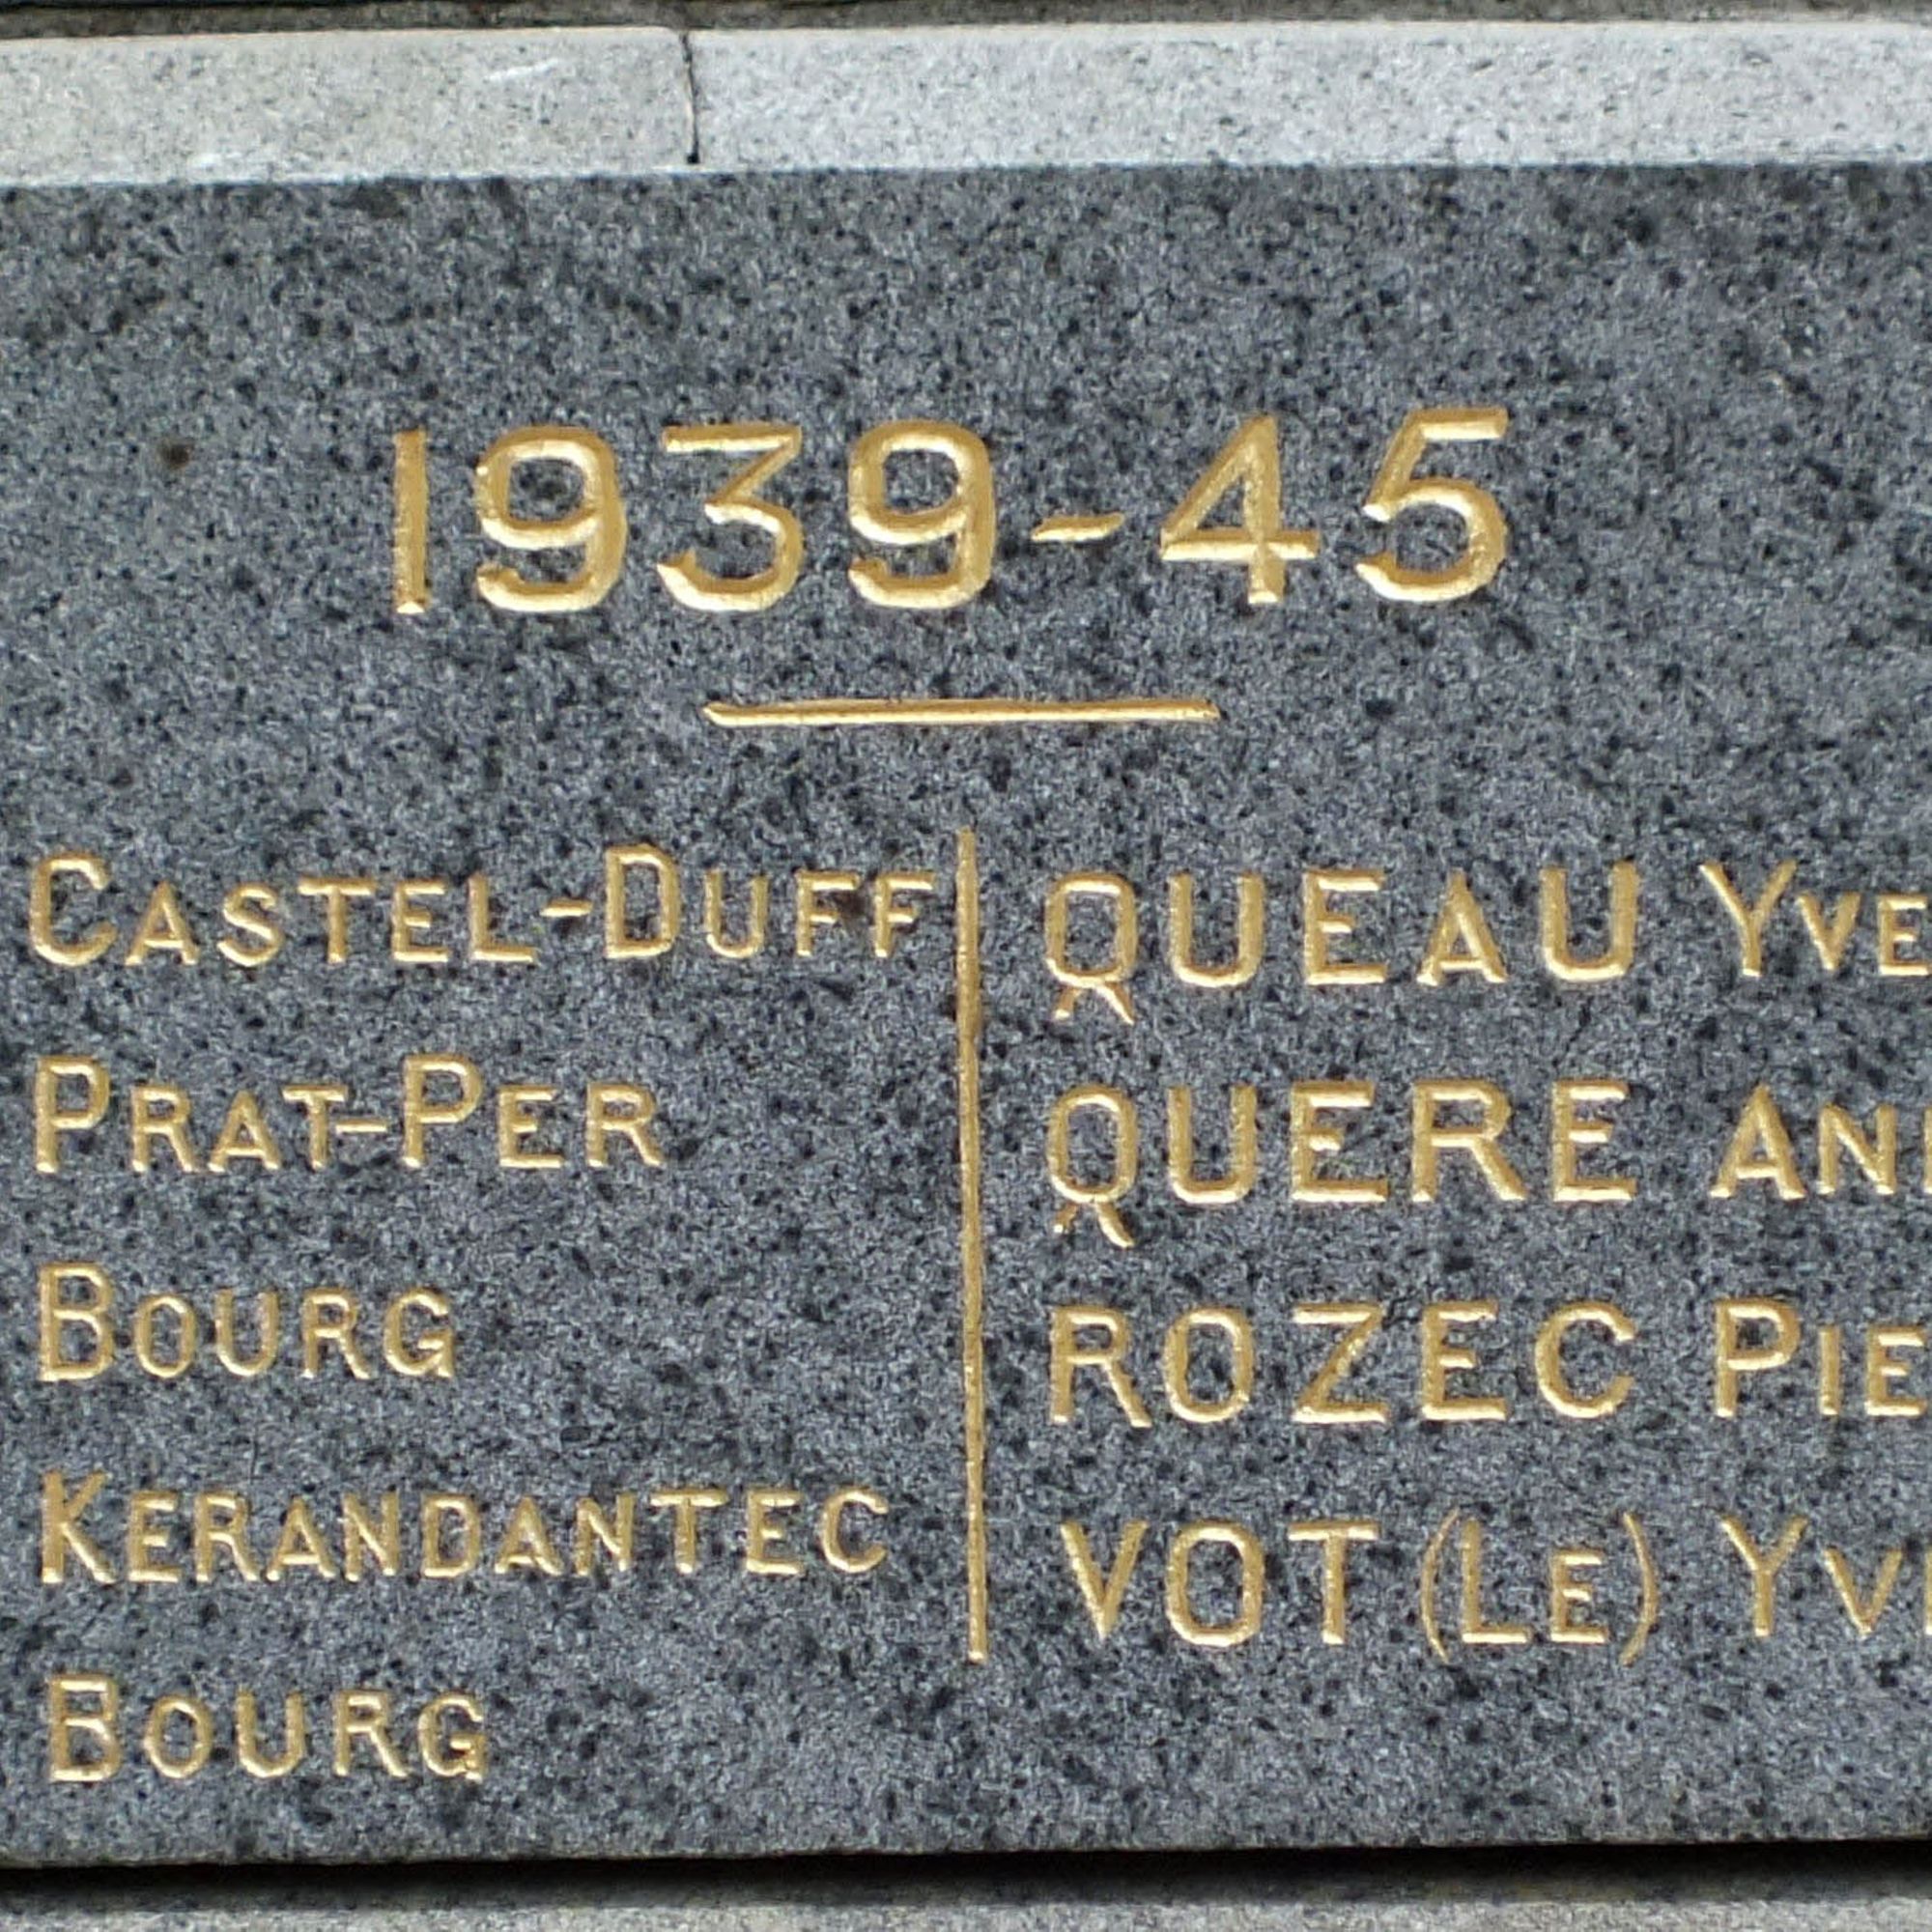 1939-45
CASTEL-DUFF
PRAT-PER
BOURG
KERANDANTEC
BOURG
QUEAU
QUERE
ROZEC
VOT (LE)